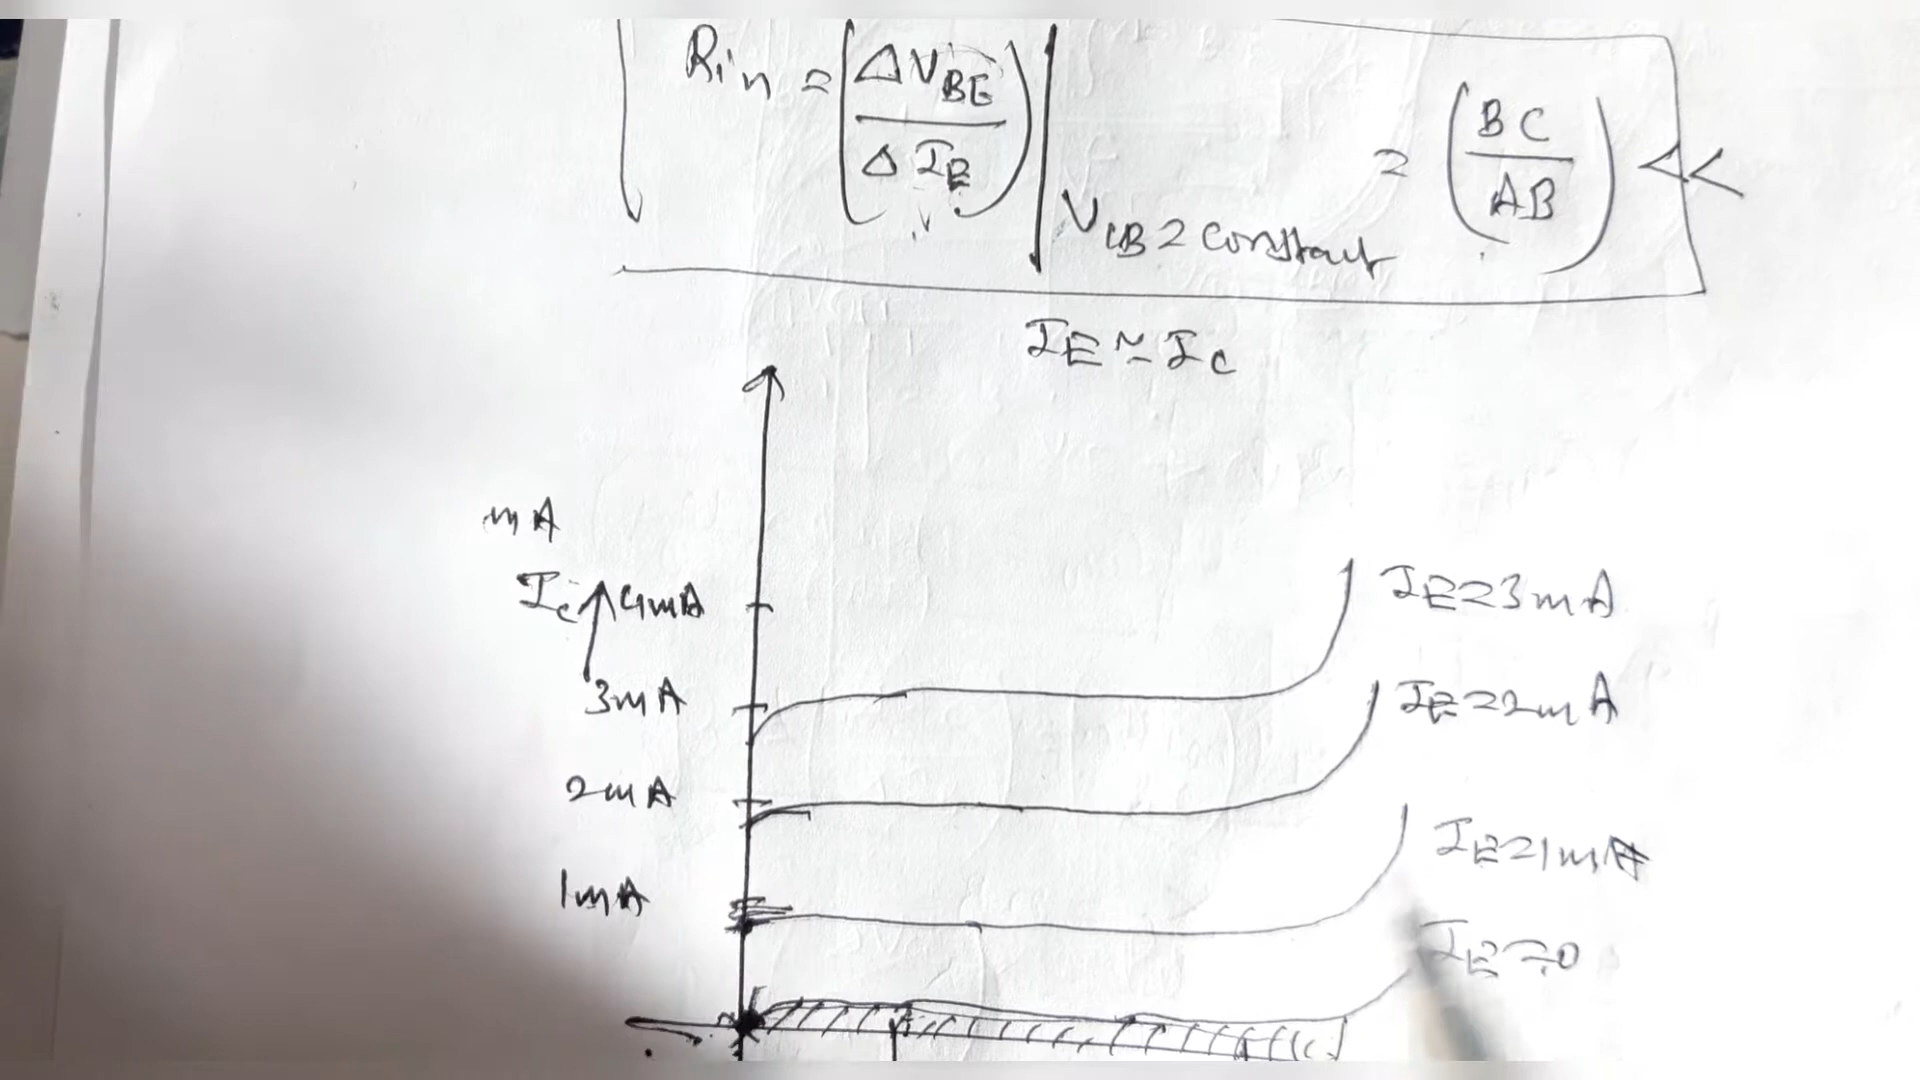 Rin = (ΔVBE / ΔIE) | VCB = constant = (BC / AB) <<
IE ≃ IC
mA
Ic ↑ 4mA
IE = 3mA
3mA
IE = 2mA
2mA
IE = 1mA
1mA
IE = 0